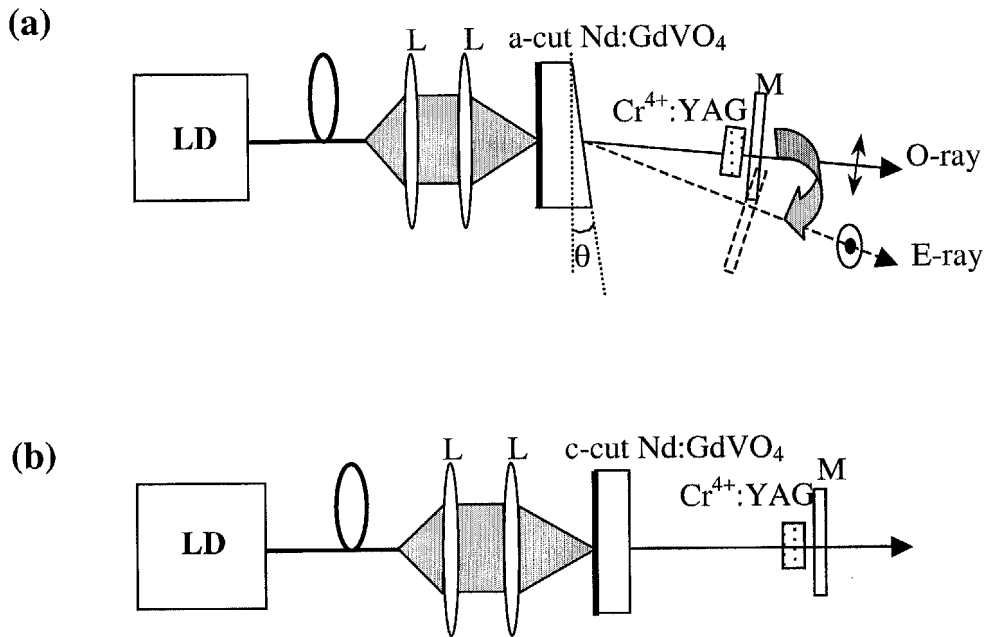 (a)
L L a-cut Nd:GdVO₄
LD
M
Cr⁴⁺:YAG
O-ray
E-ray
θ
(b)
L L c-cut Nd:GdVO₄
M
Cr⁴⁺:YAG
LD